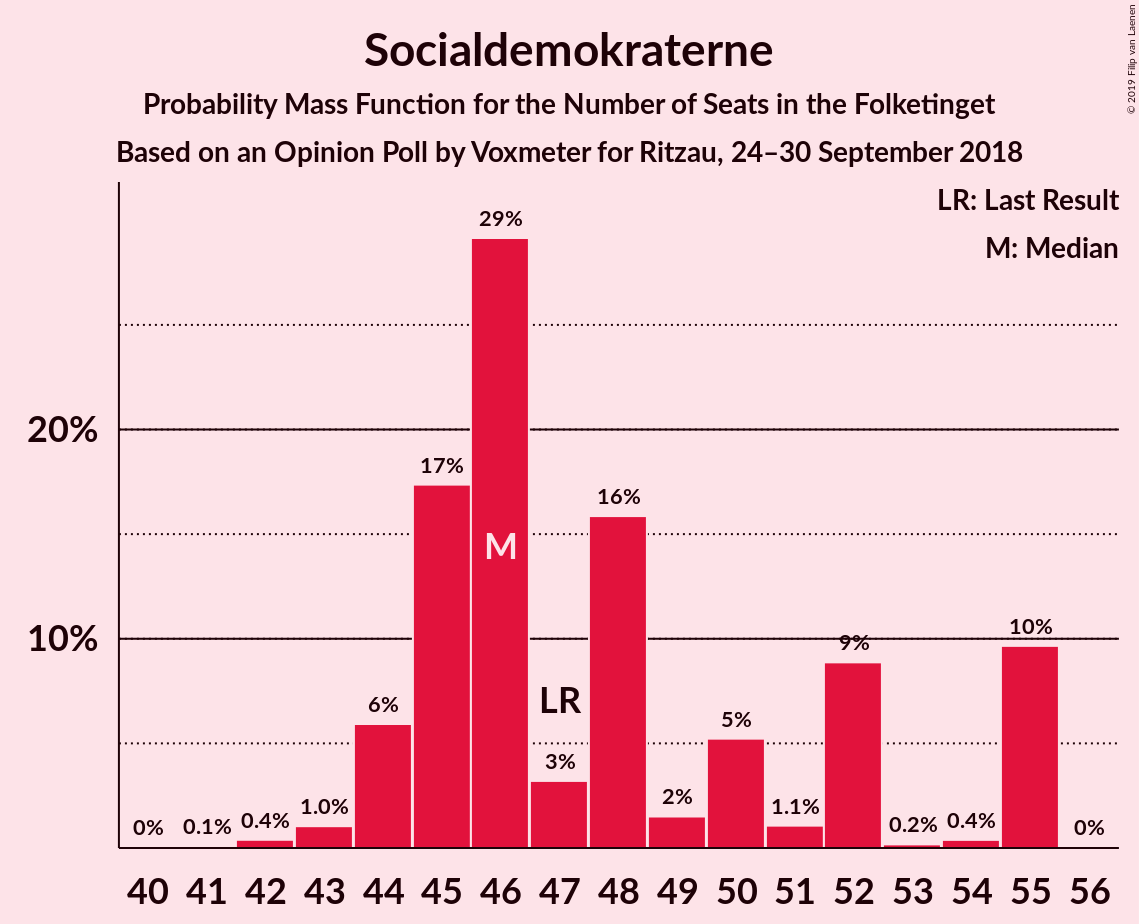 Socialdemokraterne
Probability Mass Function for the Number of Seats in the Folketinget
Based on an Opinion Poll by Voxmeter for Ritzau, 24–30 September 2018
© 2019 Filip van Laenen
LR: Last Result
M: Median
20%
10%
0%
0.1%
0.4%
1.0%
6%
17%
29%
3%
16%
2%
5%
1.1%
9%
0.2%
0.4%
10%
0%
M
LR
40 41 42 43 44 45 46 47 48 49 50 51 52 53 54 55 56